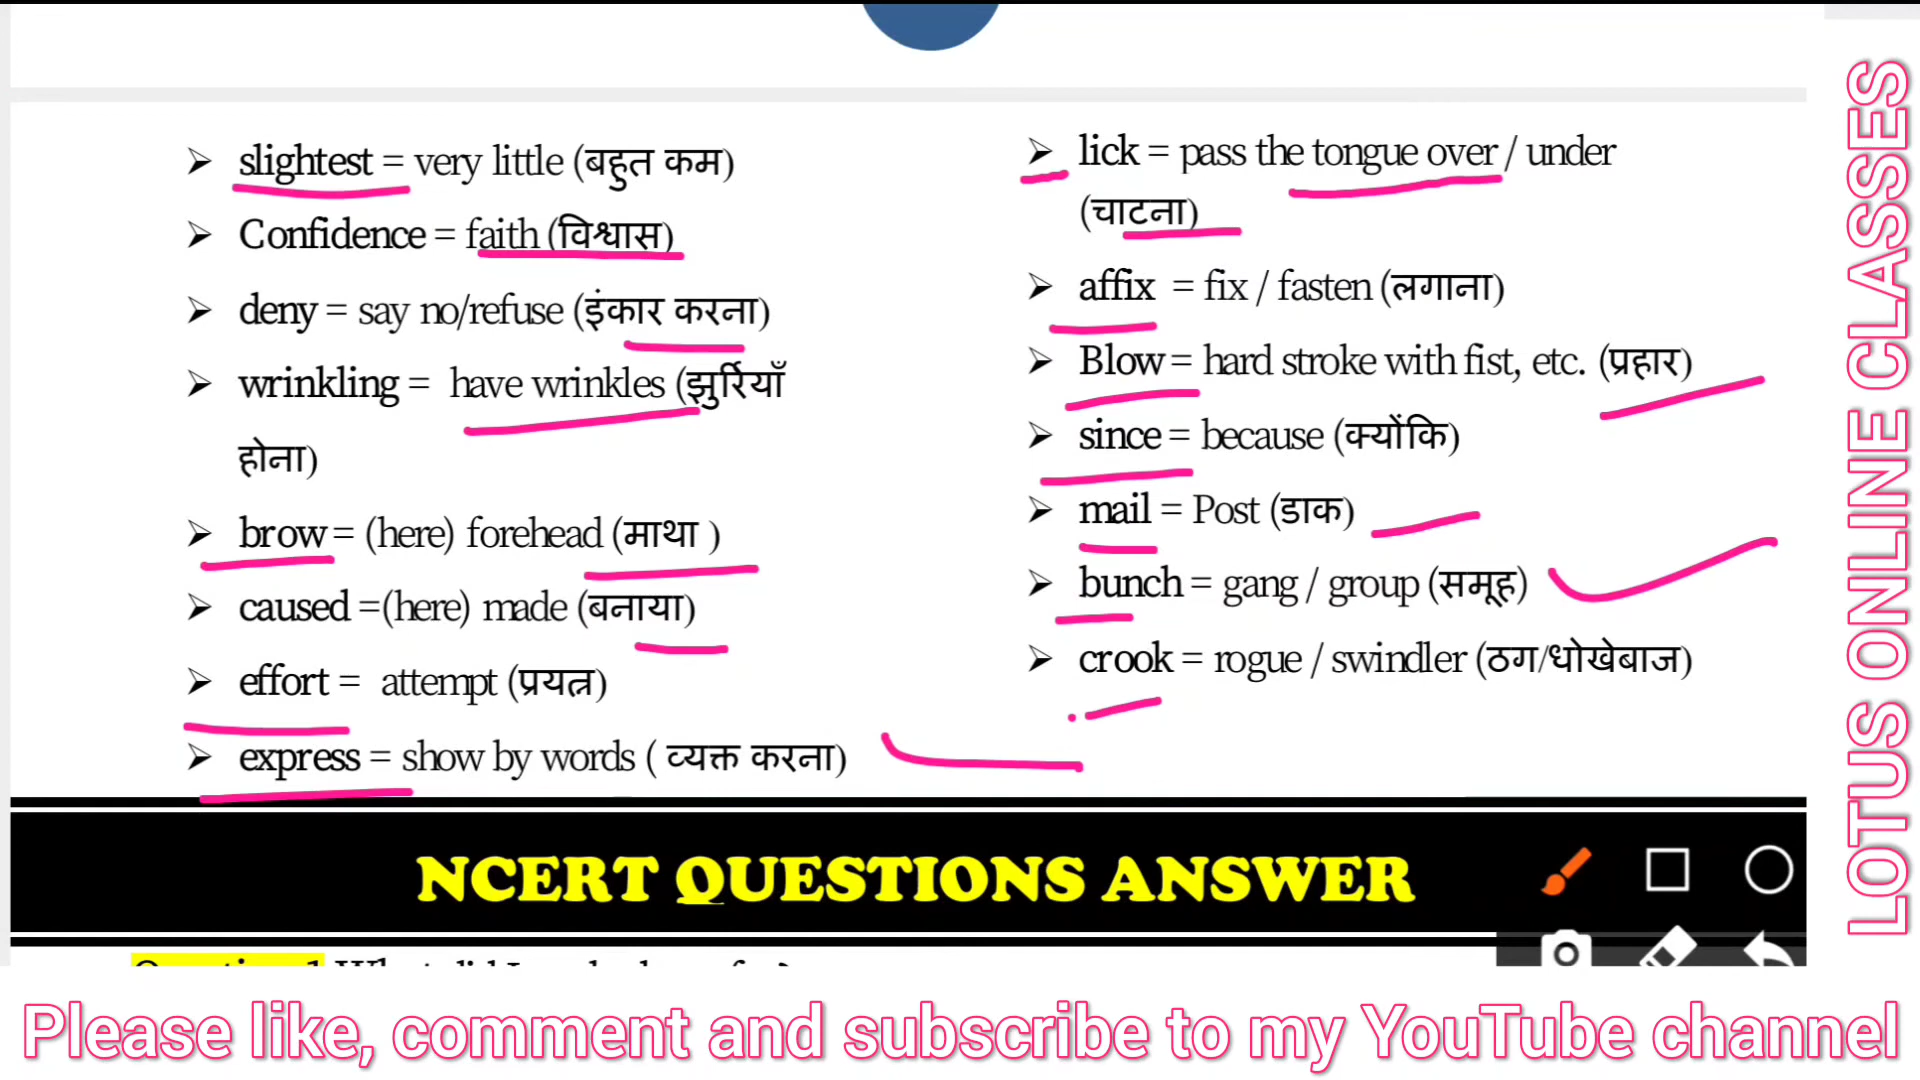 ➢ slightest = very little (बहुत कम)
➢ Confidence = faith (विश्वास)
➢ deny = say no/refuse (इंकार करना)
➢ wrinkling = have wrinkles (झुर्रियाँ
होना)
➢ brow = (here) forehead (माथा )
➢ caused =(here) made (बनाया)
➢ effort = attempt (प्रयत्न)
➢ express = show by words ( व्यक्त करना)
➢ lick = pass the tongue over / under
(चाटना)
➢ affix = fix / fasten (लगाना)
➢ Blow = hard stroke with fist, etc. (प्रहार)
➢ since = because (क्योंकि)
➢ mail = Post (डाक)
➢ bunch = gang / group (समूह)
➢ crook = rogue / swindler (ठग/धोखेबाज)
NCERT QUESTIONS ANSWER
LOTUS ONLINE CLASSES
Please like, comment and subscribe to my YouTube channel